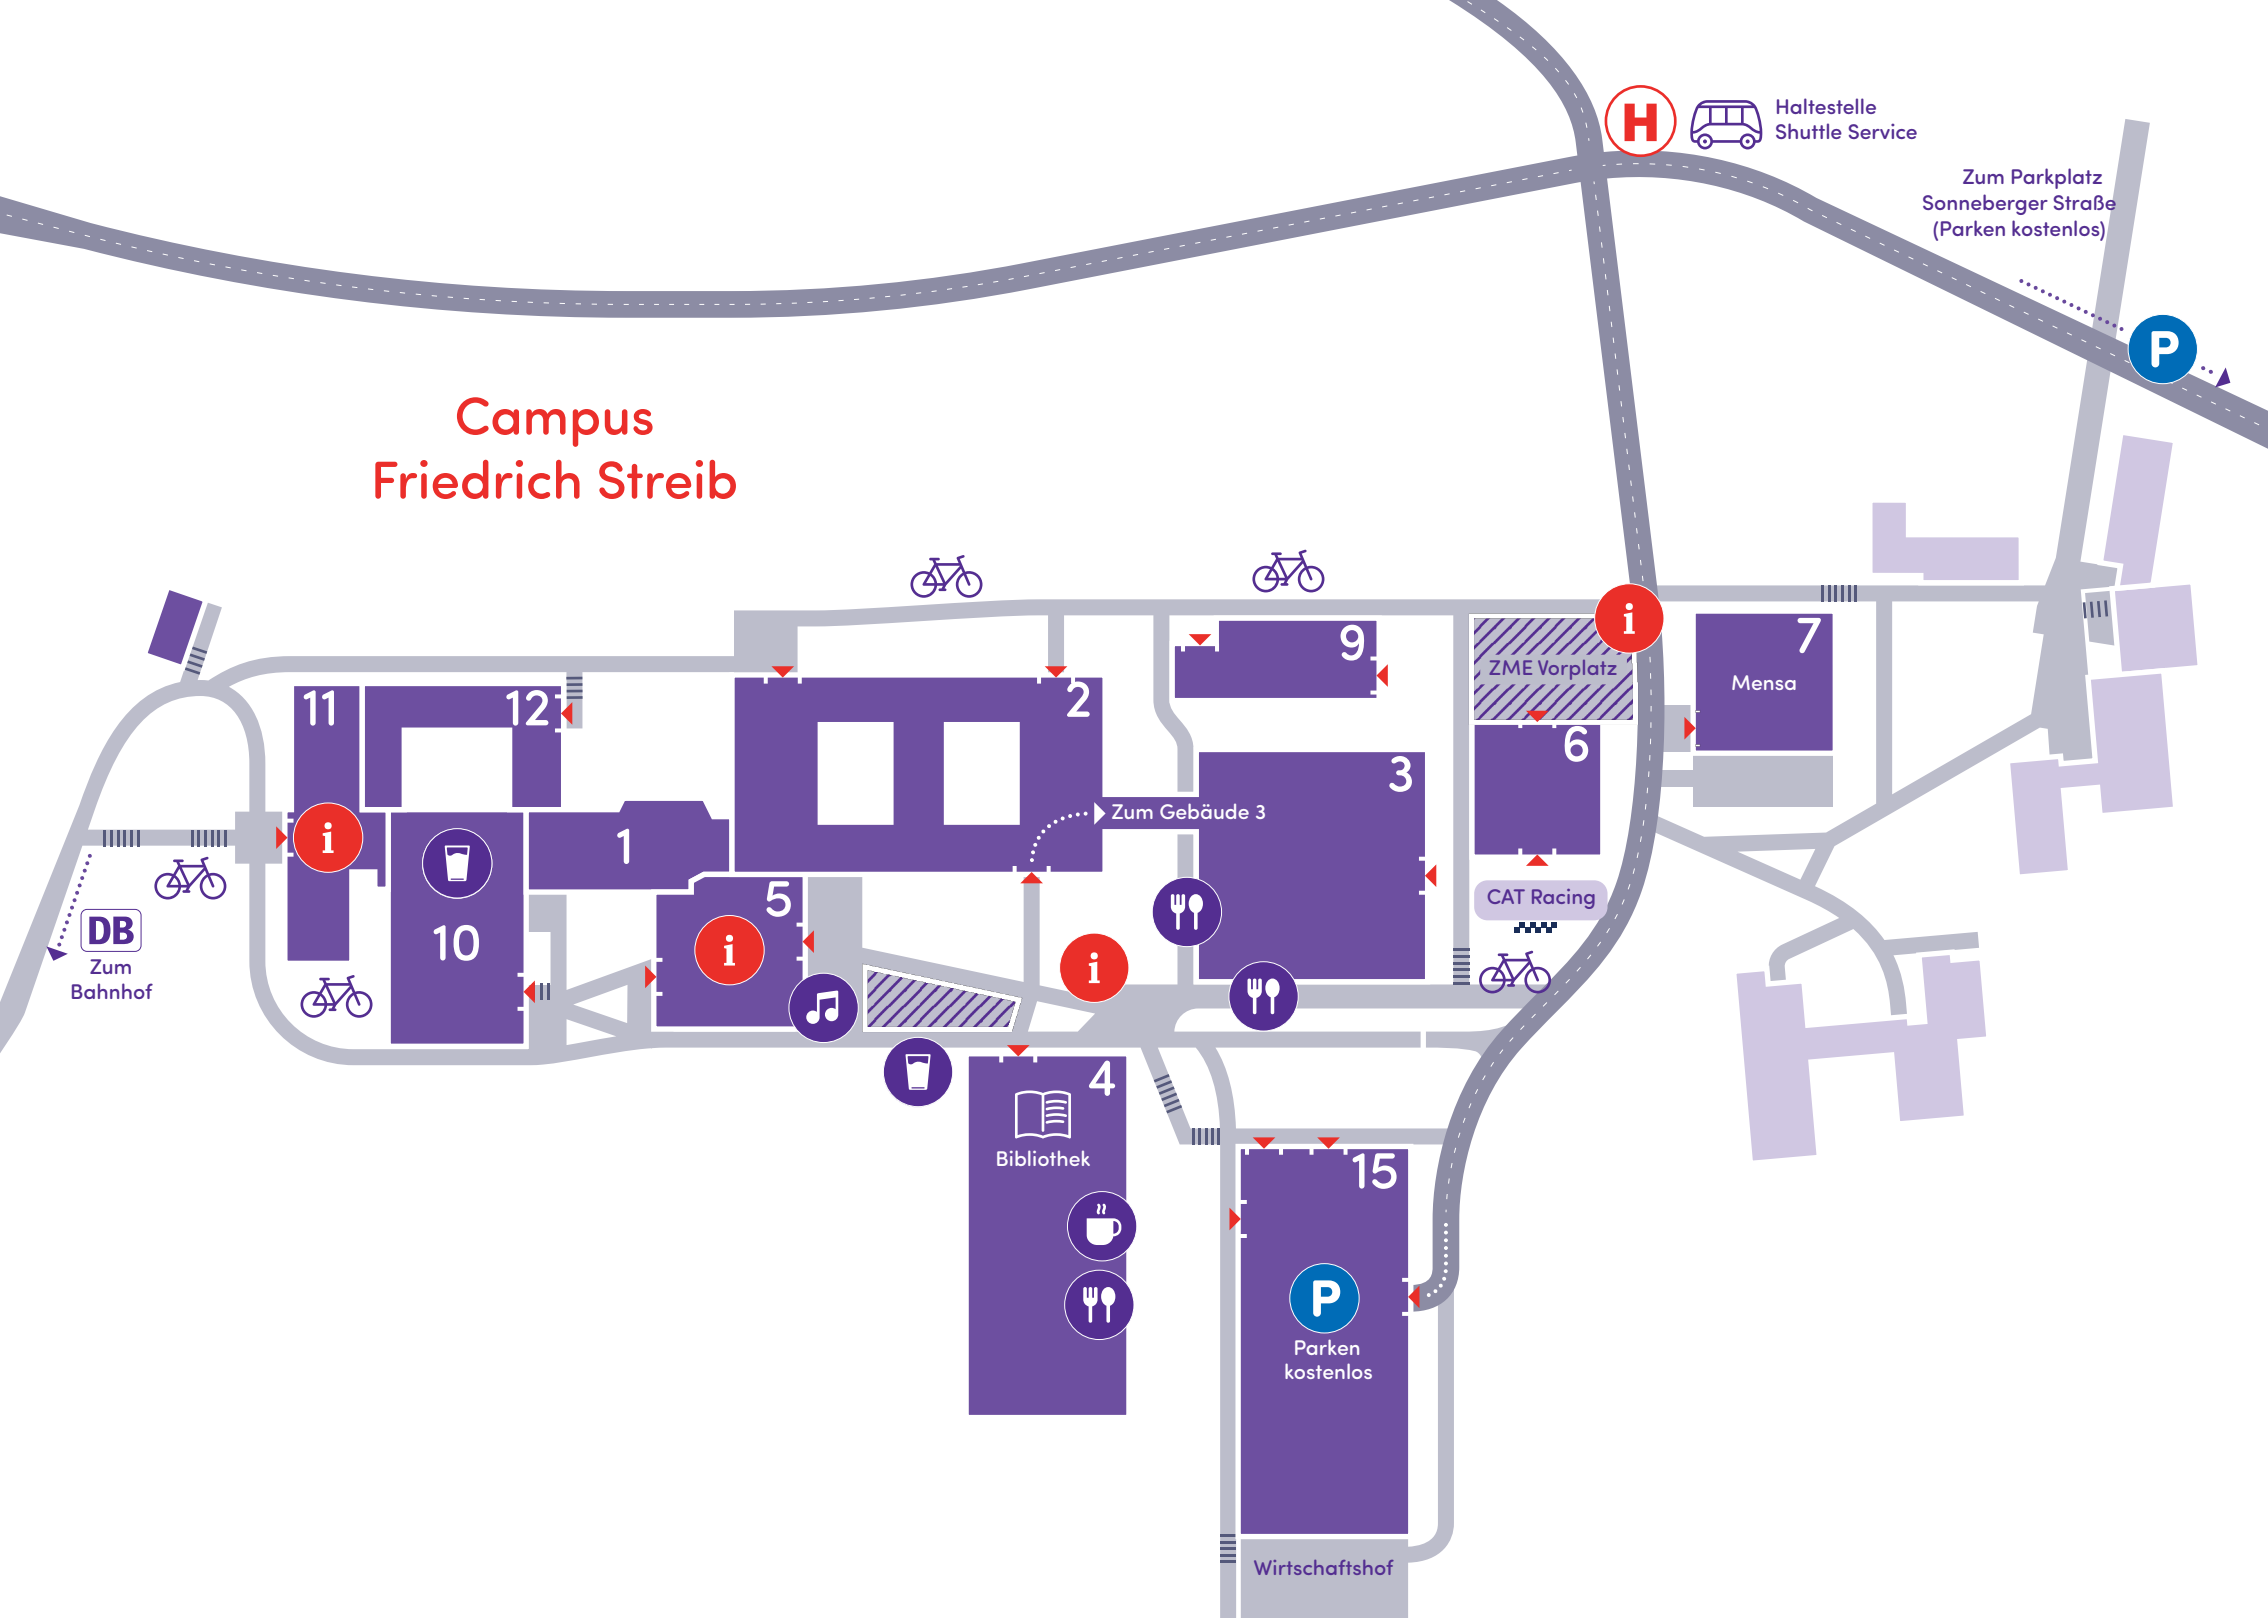 H
Haltestelle
Shuttle Service
Zum Parkplatz
Sonneberger Straße
(Parken kostenlos)
P
Campus
Friedrich Streib
i
9
7
ZME Vorplatz
Mensa
11
12
2
6
3
Zum Gebäude 3
i
1
5
CAT Racing
DB
10
i
i
Zum
Bahnhof
4
Bibliothek
15
P
Parken
kostenlos
Wirtschaftshof